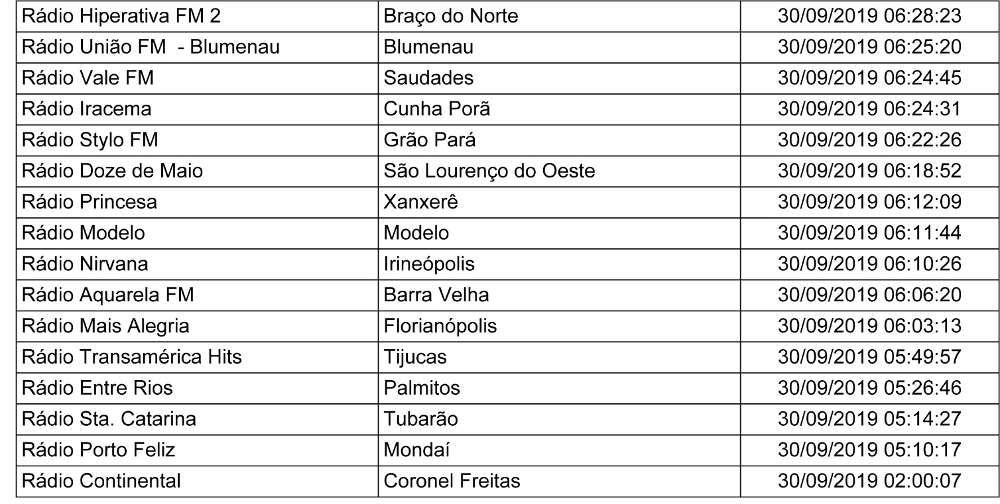 Rádio Hiperativa FM 2 Braço do Norte 30/09/2019 06:28:23
Rádio União FM  - Blumenau Blumenau 30/09/2019 06:25:20
Rádio Vale FM Saudades 30/09/2019 06:24:45
Rádio Iracema Cunha Porã 30/09/2019 06:24:31
Rádio Stylo FM Grão Pará 30/09/2019 06:22:26
Rádio Doze de Maio São Lourenço do Oeste 30/09/2019 06:18:52
Rádio Princesa Xanxerê 30/09/2019 06:12:09
Rádio Modelo Modelo 30/09/2019 06:11:44
Rádio Nirvana Irineópolis 30/09/2019 06:10:26
Rádio Aquarela FM Barra Velha 30/09/2019 06:06:20
Rádio Mais Alegria Florianópolis 30/09/2019 06:03:13
Rádio Transamérica Hits Tijucas 30/09/2019 05:49:57
Rádio Entre Rios Palmitos 30/09/2019 05:26:46
Rádio Sta. Catarina Tubarão 30/09/2019 05:14:27
Rádio Porto Feliz Mondaí 30/09/2019 05:10:17
Rádio Continental Coronel Freitas 30/09/2019 02:00:07